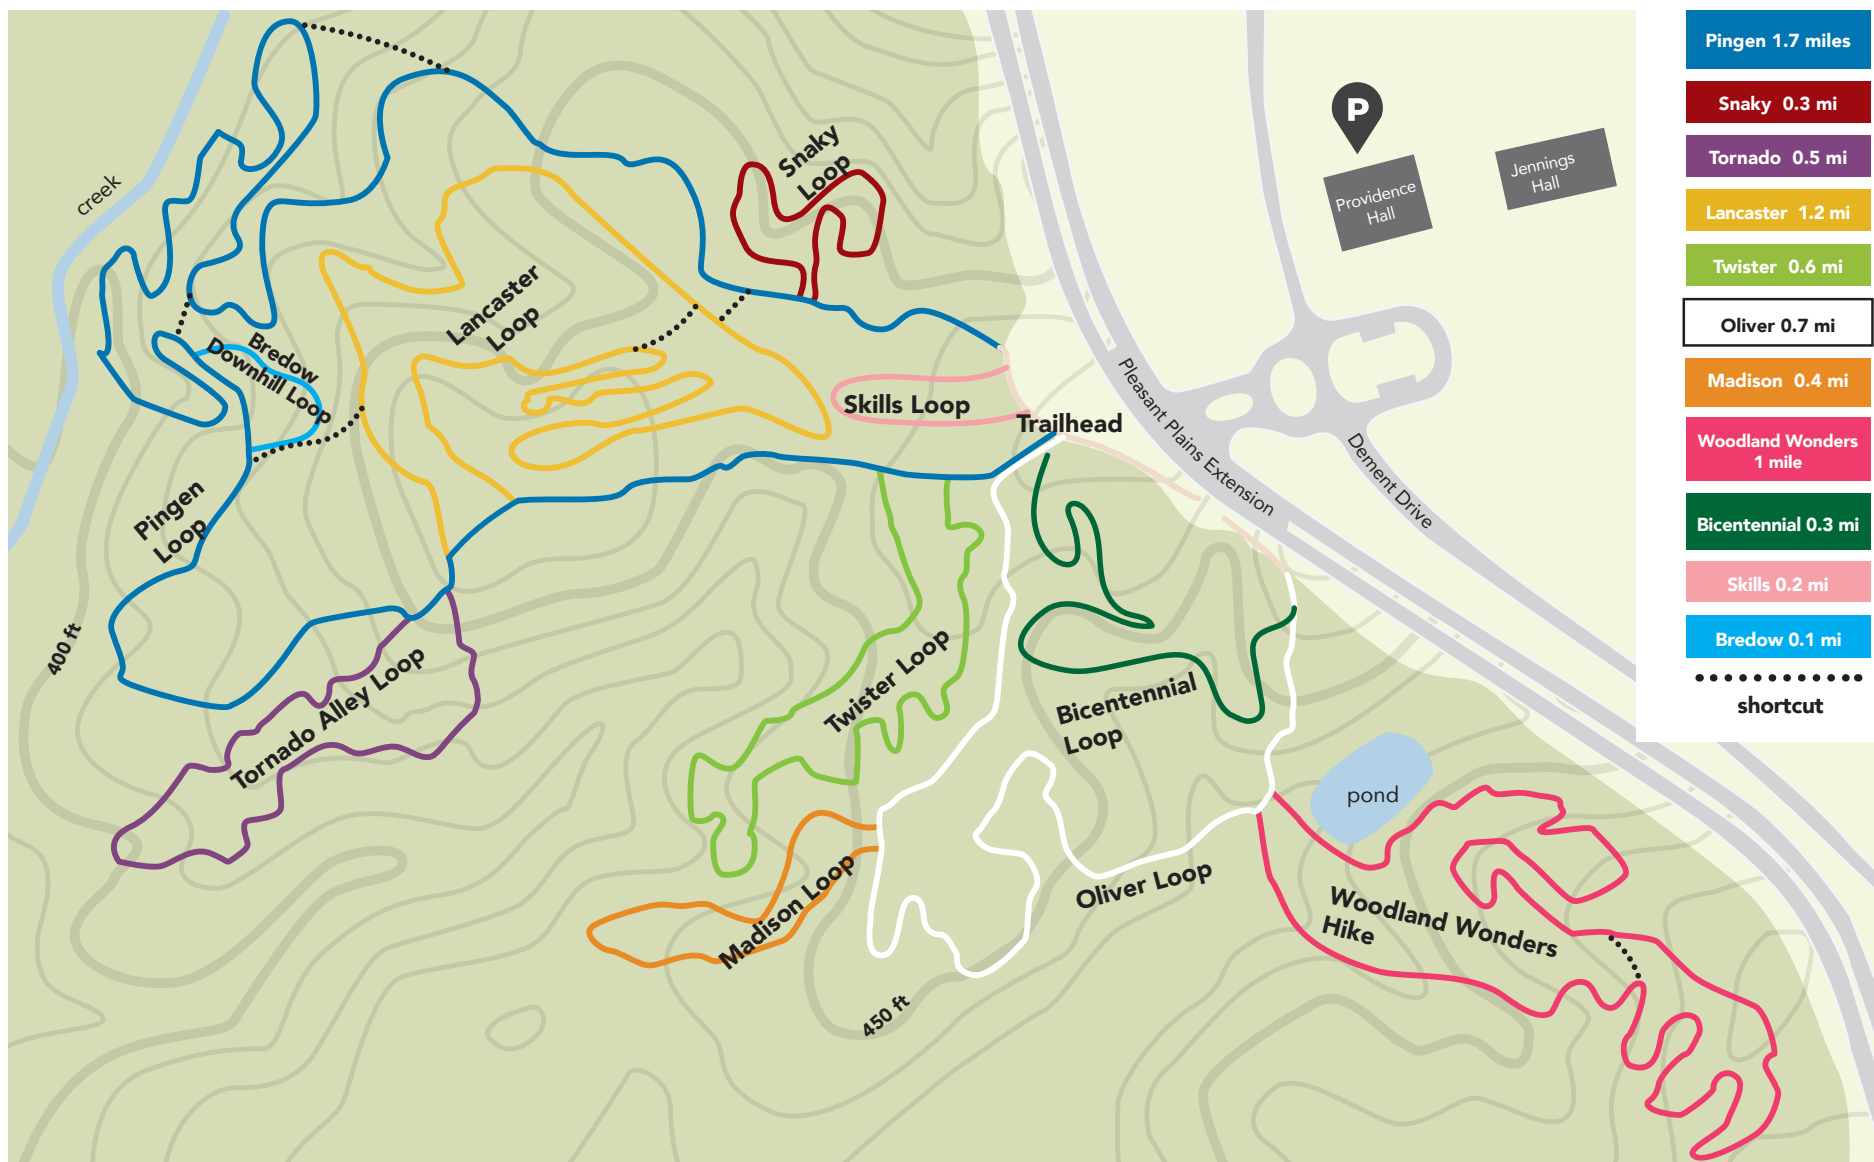 creek
Snaky
Loop
P
Providence
Hall
Jennings
Hall
Lancaster
Loop
Bredow
Downhill Loop
Skills Loop
Trailhead
Pleasant Plains Extension
Dement Drive
Pingen
Loop
400 ft
Tornado Alley Loop
Twister Loop
Bicentennial
Loop
pond
Madison Loop
Oliver Loop
Woodland Wonders
Hike
450 ft
Pingen 1.7 miles
Snaky 0.3 mi
Tornado 0.5 mi
Lancaster 1.2 mi
Twister 0.6 mi
Oliver 0.7 mi
Madison 0.4 mi
Woodland Wonders
1 mile
Bicentennial 0.3 mi
Skills 0.2 mi
Bredow 0.1 mi
shortcut